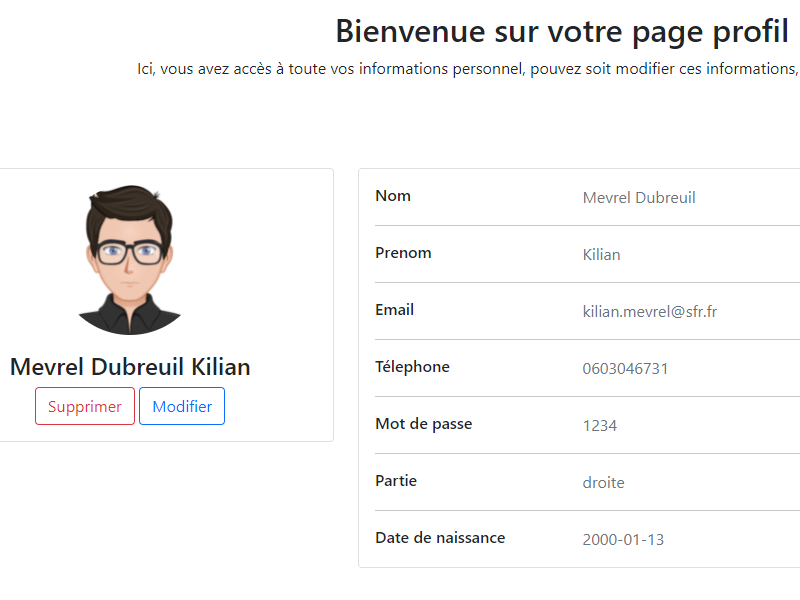 Bienvenue sur votre page profil
Ici, vous avez accès à toute vos informations personnel, pouvez soit modifier ces informations,
Mevrel Dubreuil Kilian
Supprimer Modifier
Nom Mevrel Dubreuil
Prenom Kilian
Email kilian.mevrel@sfr.fr
Télephone 0603046731
Mot de passe 1234
Partie droite
Date de naissance 2000-01-13